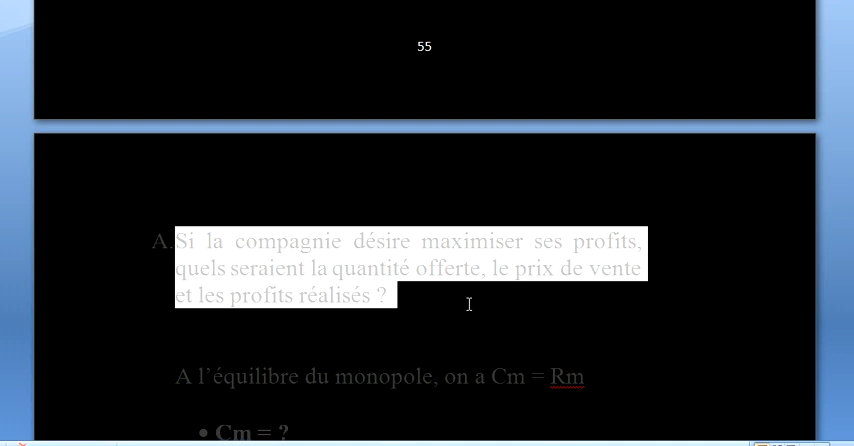 55
A. Si la compagnie désire maximiser ses profits,
quels seraient la quantité offerte, le prix de vente
et les profits réalisés ?
A l’équilibre du monopole, on a Cm = Rm
• Cm = ?